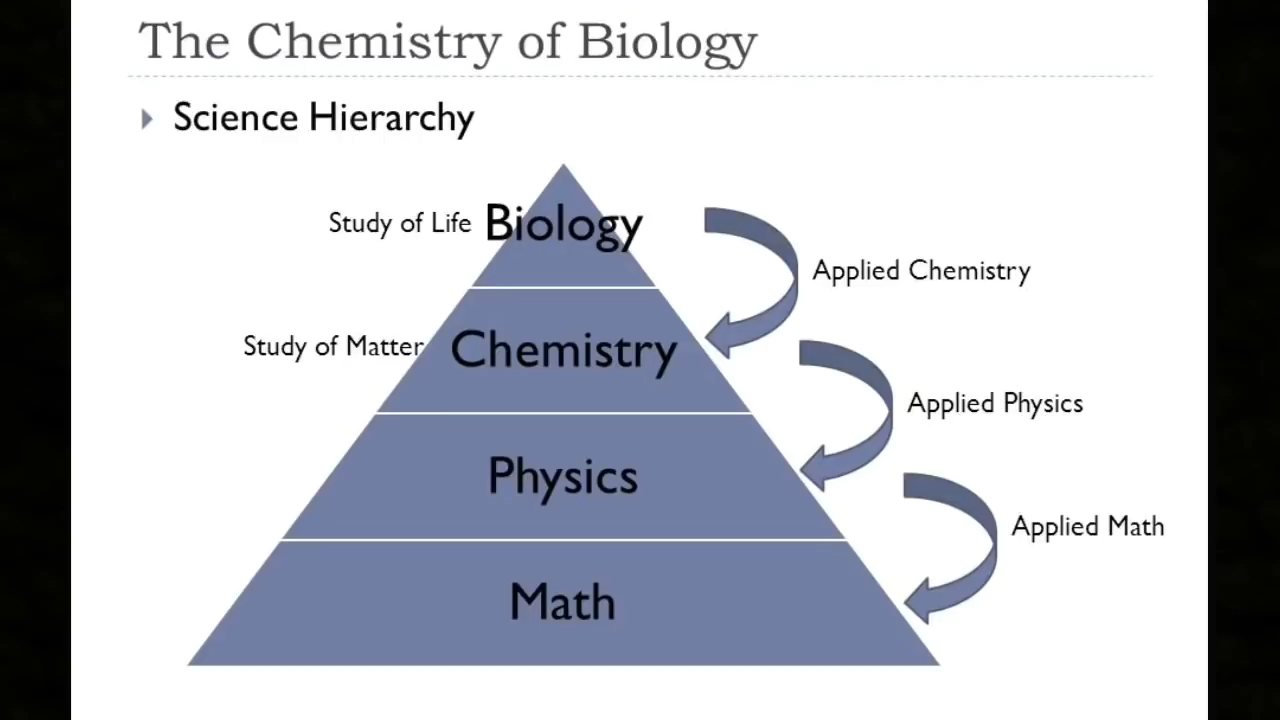 The Chemistry of Biology
Science Hierarchy
Study of Life
Biology
Applied Chemistry
Study of Matter
Chemistry
Applied Physics
Physics
Applied Math
Math